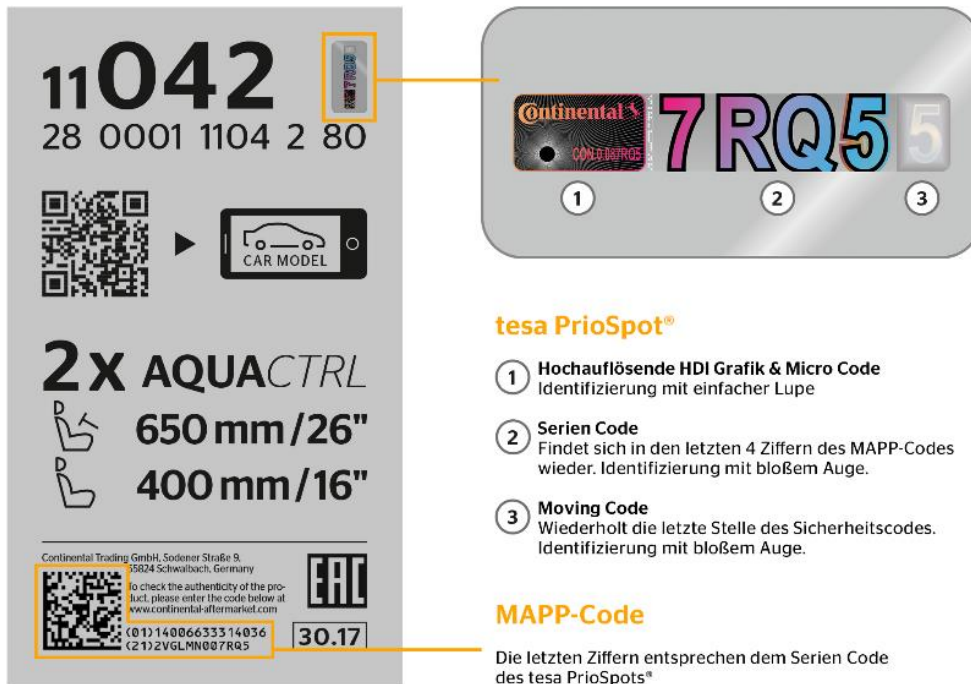 11042
28 0001 1104 2 80
7RQ5
CAR MODEL
2x AQUACTRL
D
650 mm/26"
D
400 mm/16"
Continental Trading GmbH, Sodener Straße 9,
65824 Schwalbach, Germany
To check the authenticity of the pro-
duct, please enter the code below at
www.continental-aftermarket.com
(01)14006633314036
(21)2VGLMN007RQ5
EAC
30.17
Continental
CON.0.087RQ5
7RQ5
5
1
2
3
tesa PrioSpot®
1 Hochauflösende HDI Grafik & Micro Code
Identifizierung mit einfacher Lupe
2 Serien Code
Findet sich in den letzten 4 Ziffern des MAPP-Codes
wieder. Identifizierung mit bloßem Auge.
3 Moving Code
Wiederholt die letzte Stelle des Sicherheitscodes.
Identifizierung mit bloßem Auge.
MAPP-Code
Die letzten Ziffern entsprechen dem Serien Code
des tesa PrioSpots®